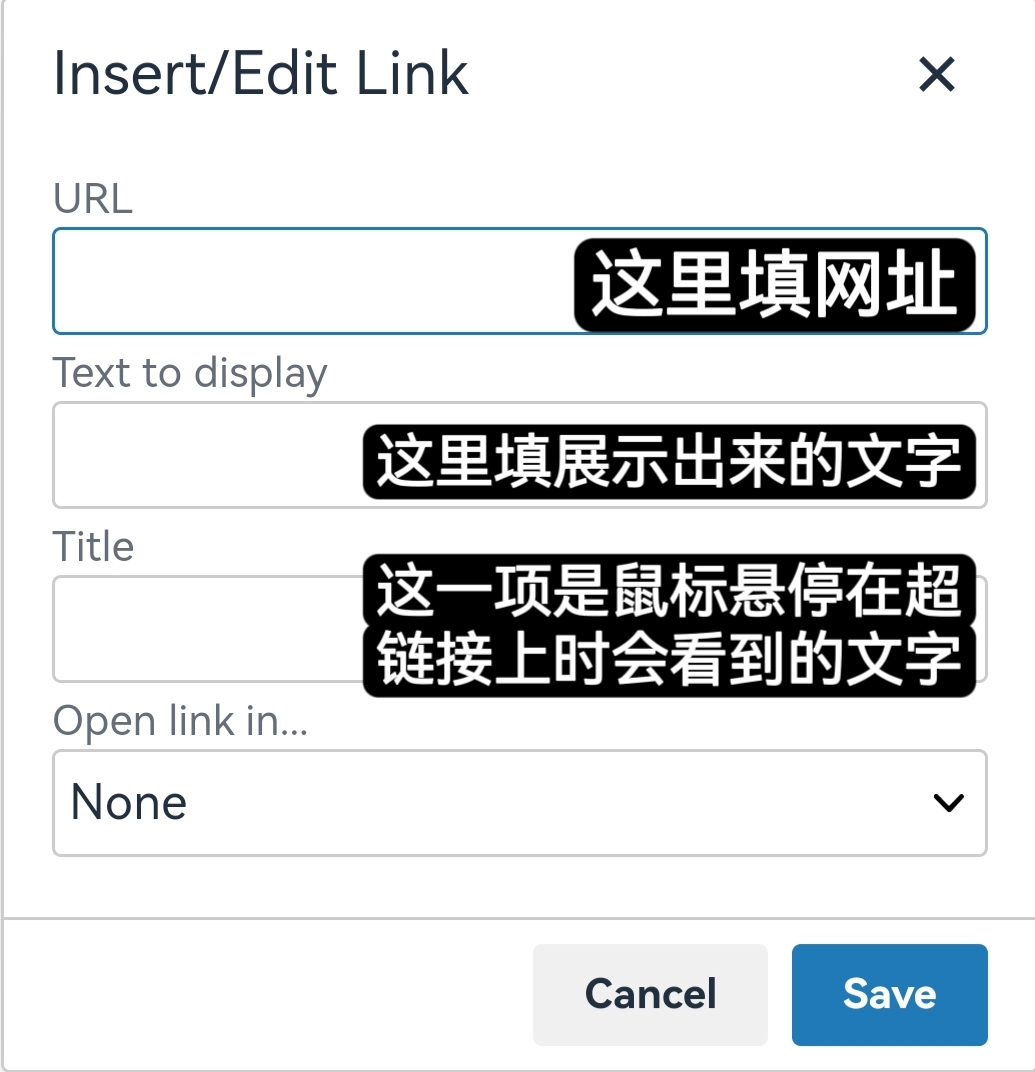 Insert/Edit Link
URL
这里填网址
Text to display
这里填展示出来的文字
Title
这一项是鼠标悬停在超
链接上时会看到的文字
Open link in...
None
Cancel
Save